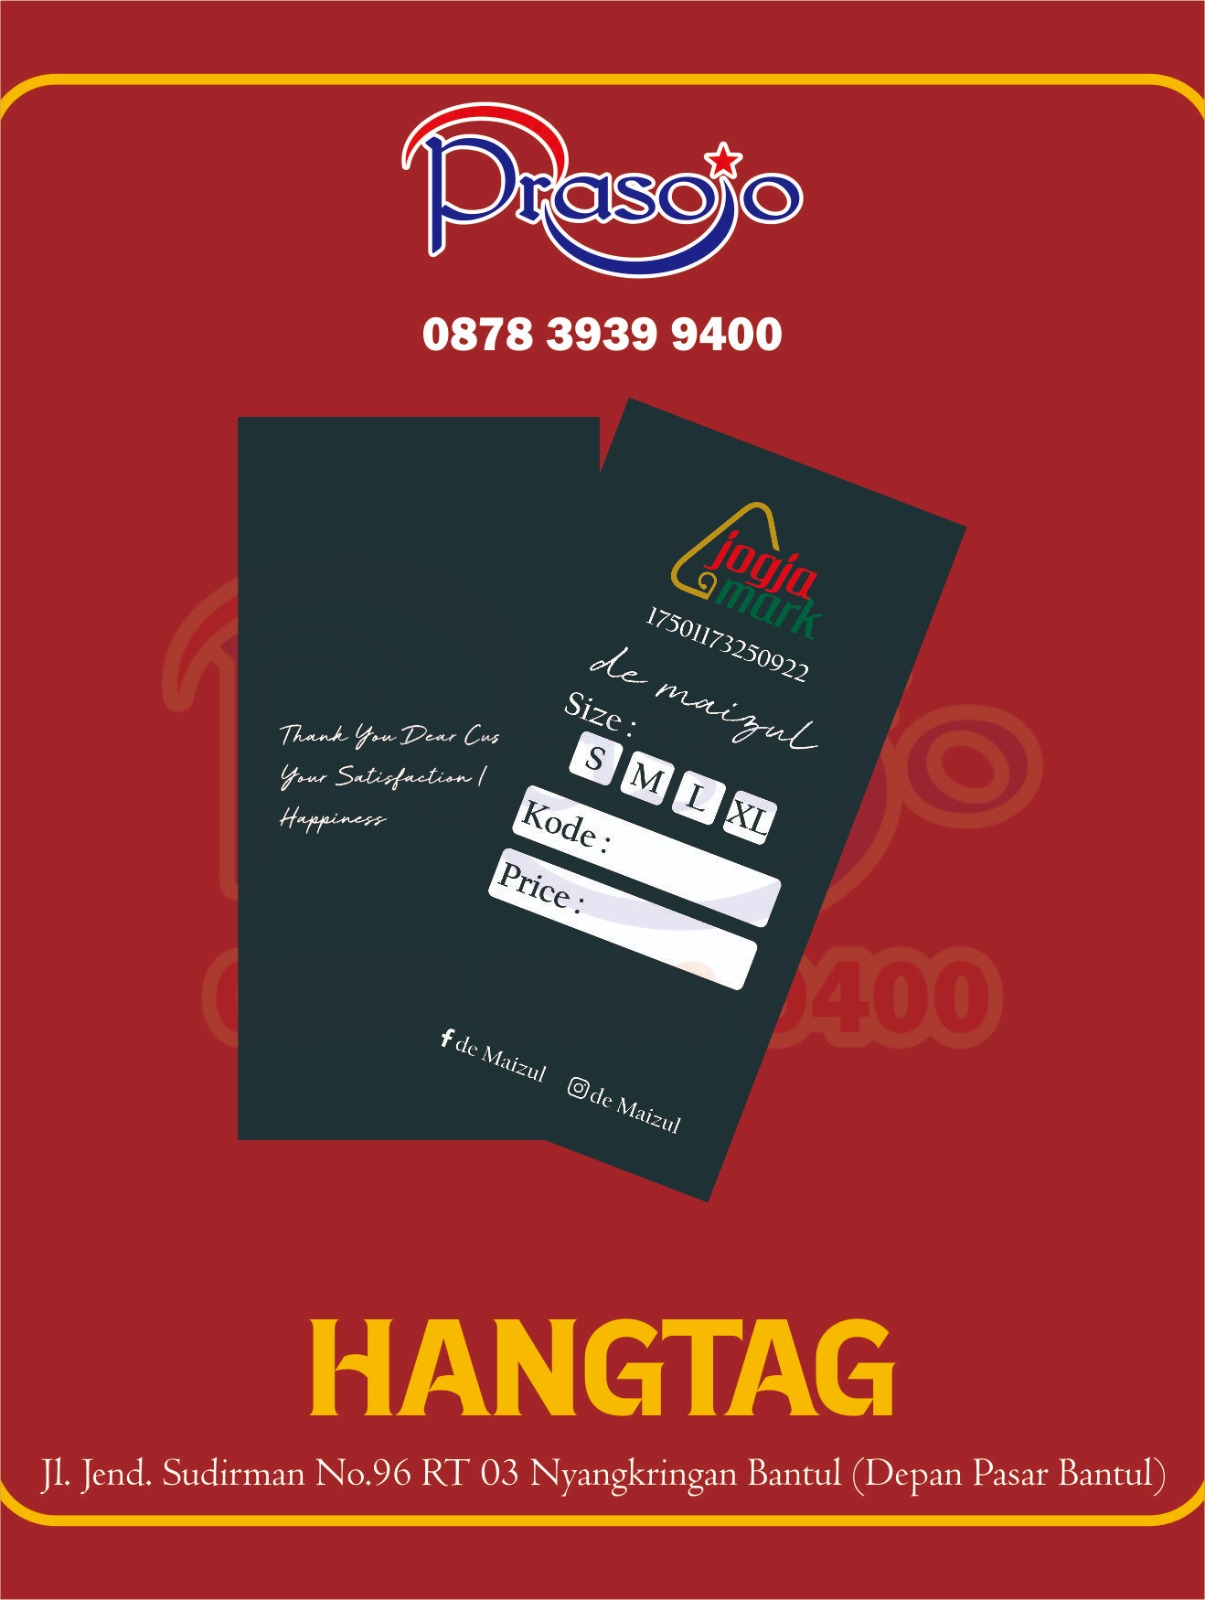 Prasojo
0878 3939 9400
jogja
mark
17501173250922
de maizul
Size :
S M L XL
Kode :
Price :
f de Maizul
de Maizul
Thank You Dear Cus
Your Satisfaction I
Happiness
HANGTAG
Jl. Jend. Sudirman No.96 RT 03 Nyangkringan Bantul (Depan Pasar Bantul)